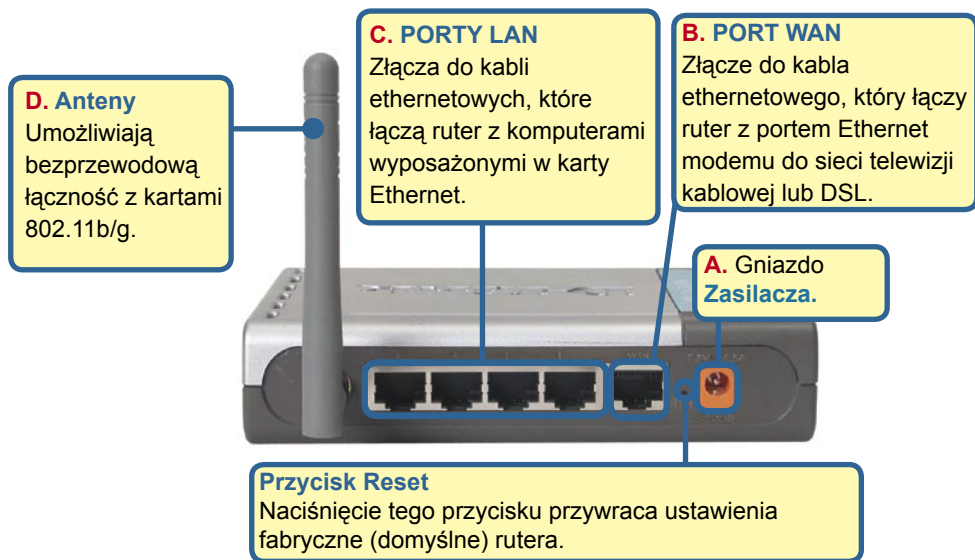 C. PORTY LAN
Złącza do kabli
ethernetowych, które
łączą ruter z komputerami
wyposażonymi w karty
Ethernet.
B. PORT WAN
Złącze do kabla
ethernetowego, który łączy
ruter z portem Ethernet
modemu do sieci telewizji
kablowej lub DSL.
D. Anteny
Umożliwiają
bezprzewodową
łączność z kartami
802.11b/g.
A. Gniazdo
Zasilacza.
WAN
Przycisk Reset
Naciśnięcie tego przycisku przywraca ustawienia
fabryczne (domyślne) rutera.